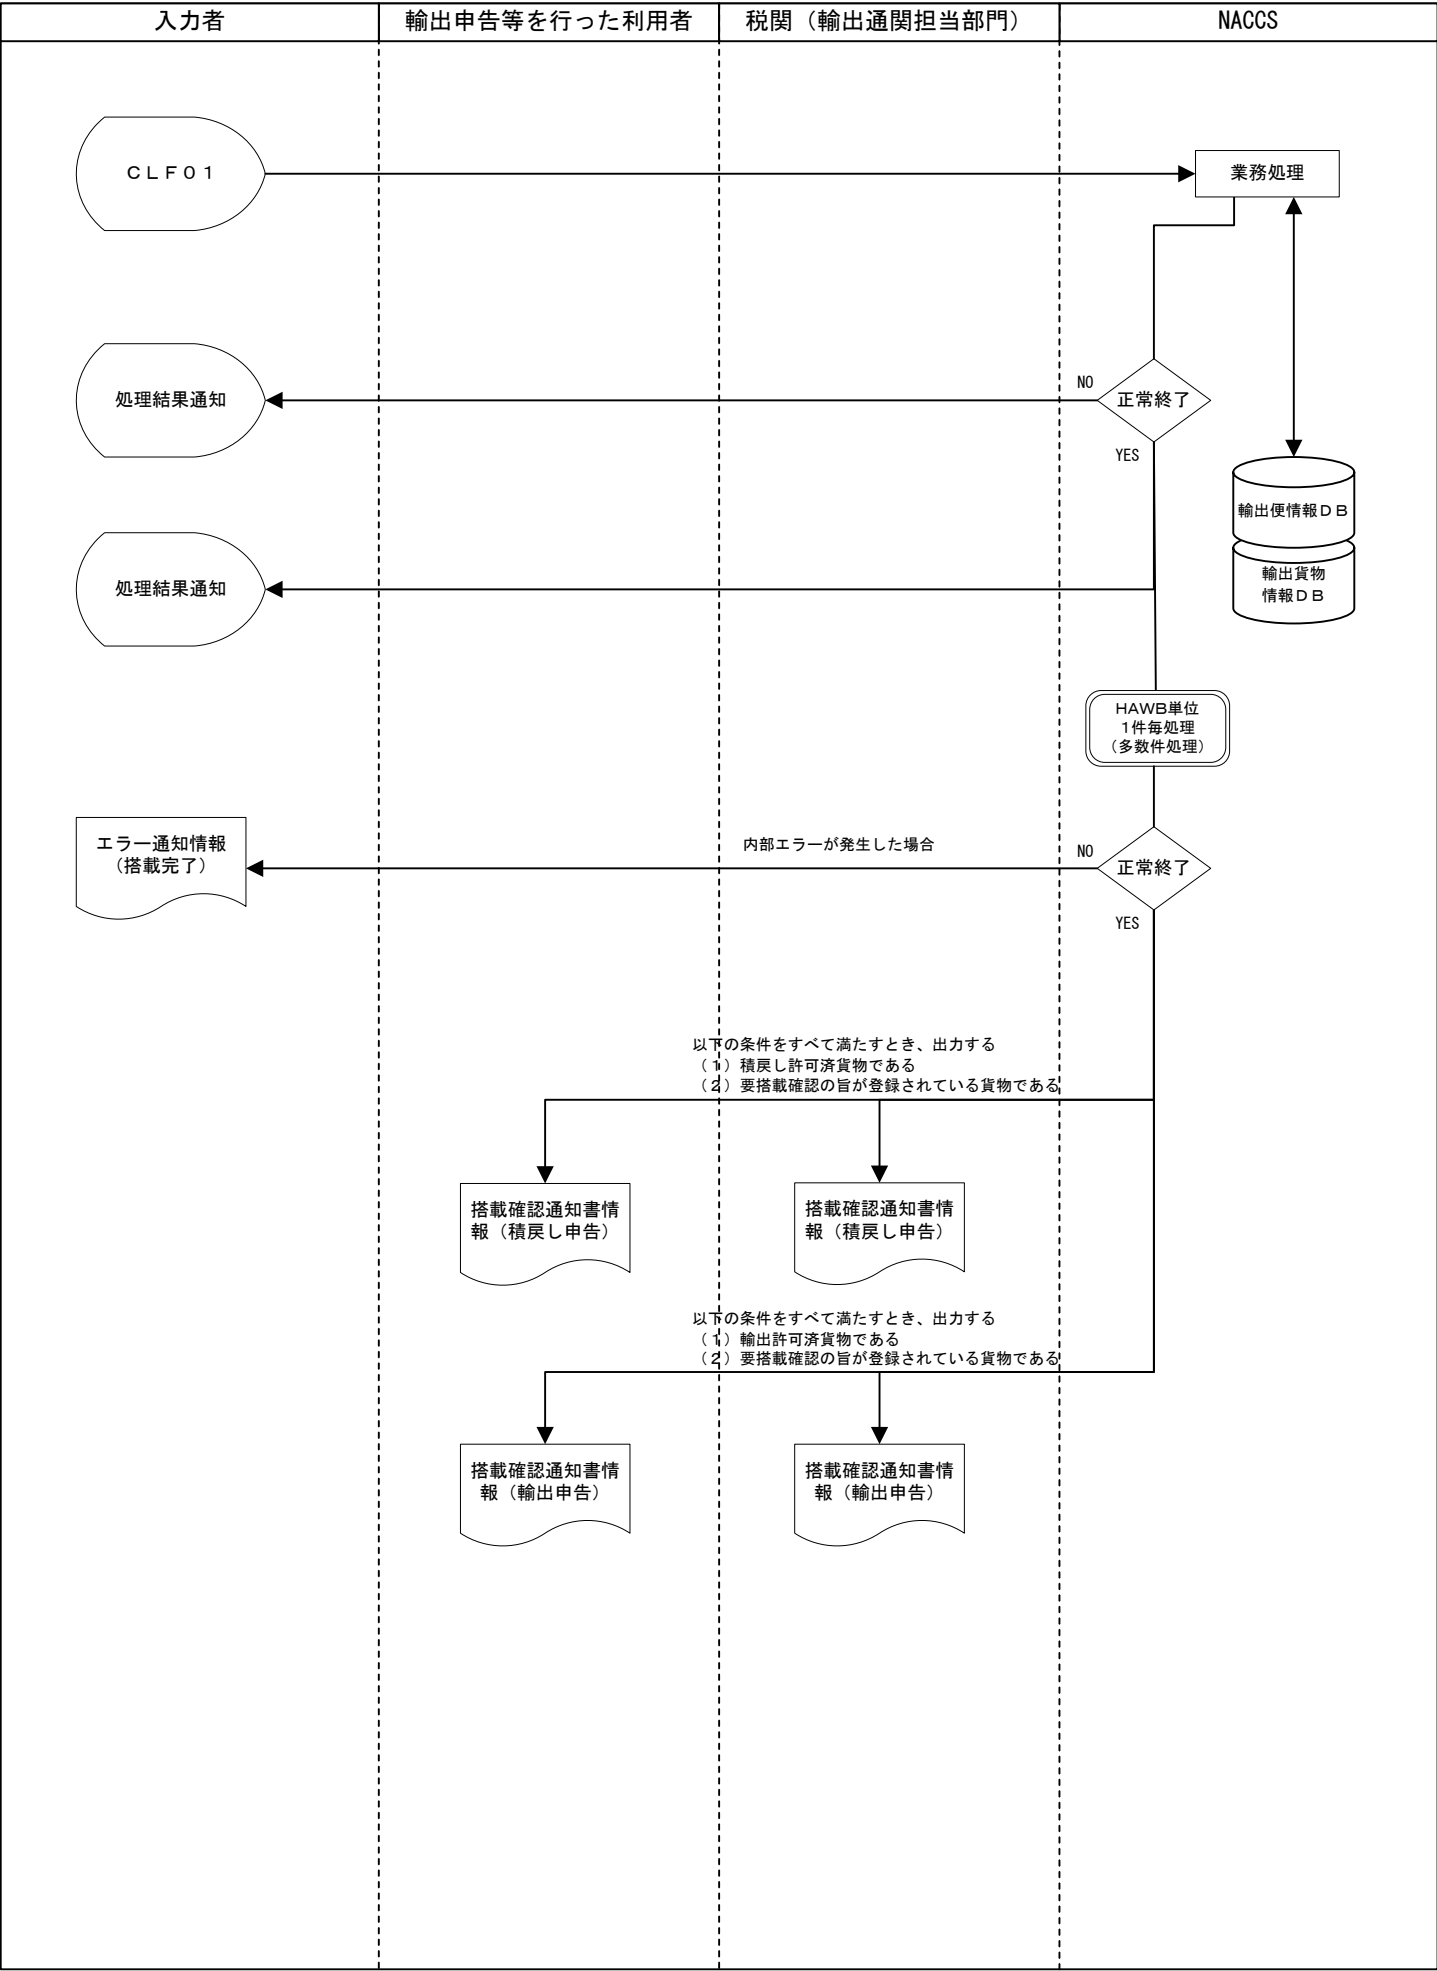 入力者
輸出申告等を行った利用者
税関（輸出通関担当部門）
NACCS
ＣＬＦ０１
業務処理
処理結果通知
NO
正常終了
YES
輸出便情報ＤＢ
処理結果通知
輸出貨物
情報ＤＢ
HAWB単位
1件毎処理
（多数件処理）
エラー通知情報
（搭載完了）
内部エラーが発生した場合
NO
正常終了
YES
以下の条件をすべて満たすとき、出力する
（１）積戻し許可済貨物である
（２）要搭載確認の旨が登録されている貨物である
搭載確認通知書情
報（積戻し申告）
搭載確認通知書情
報（積戻し申告）
以下の条件をすべて満たすとき、出力する
（１）輸出許可済貨物である
（２）要搭載確認の旨が登録されている貨物である
搭載確認通知書情
報（輸出申告）
搭載確認通知書情
報（輸出申告）